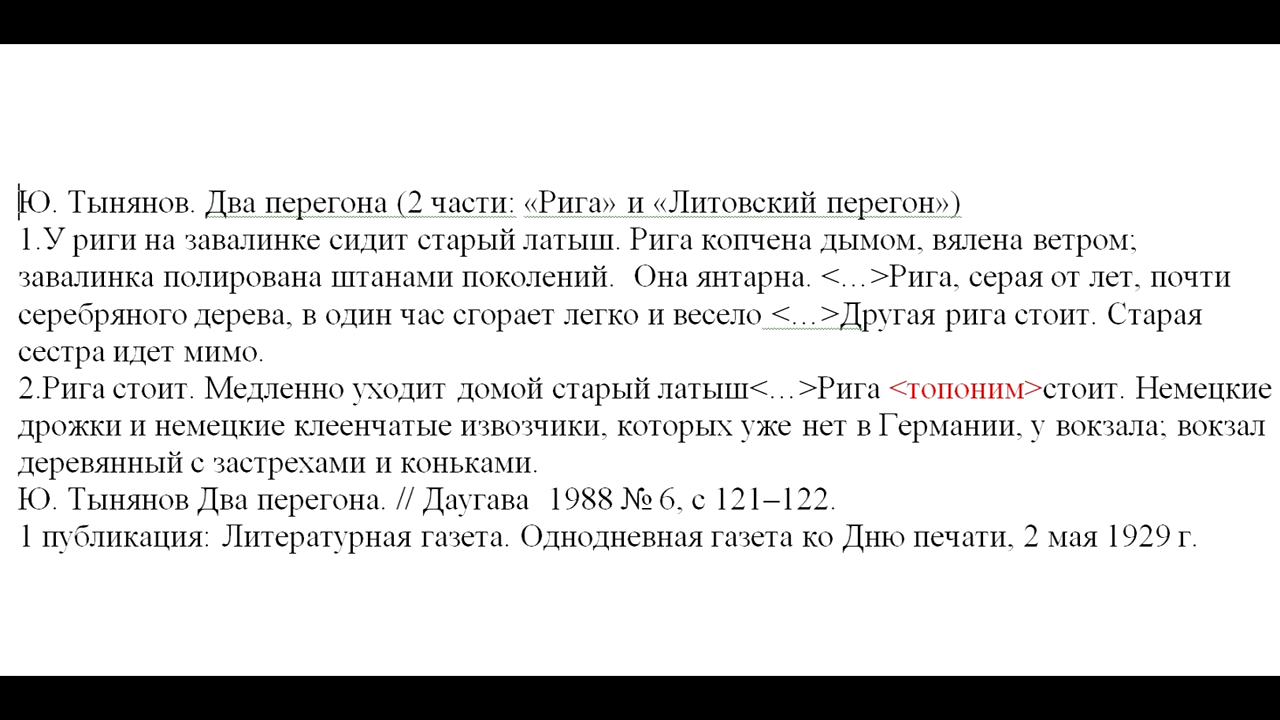 Ю. Тынянов. Два перегона (2 части: «Рига» и «Литовский перегон»)
1.У риги на завалинке сидит старый латыш. Рига копчена дымом, вялена ветром;
завалинка полирована штанами поколений.  Она янтарна. <…>Рига, серая от лет, почти
серебряного дерева, в один час сгорает легко и весело <…>Другая рига стоит. Старая
сестра идет мимо.
2.Рига стоит. Медленно уходит домой старый латыш<…>Рига <топоним>стоит. Немецкие
дрожки и немецкие клеенчатые извозчики, которых уже нет в Германии, у вокзала; вокзал
деревянный с застрехами и коньками.
Ю. Тынянов Два перегона. // Даугава  1988 № 6, с 121–122.
1 публикация: Литературная газета. Однодневная газета ко Дню печати, 2 мая 1929 г.